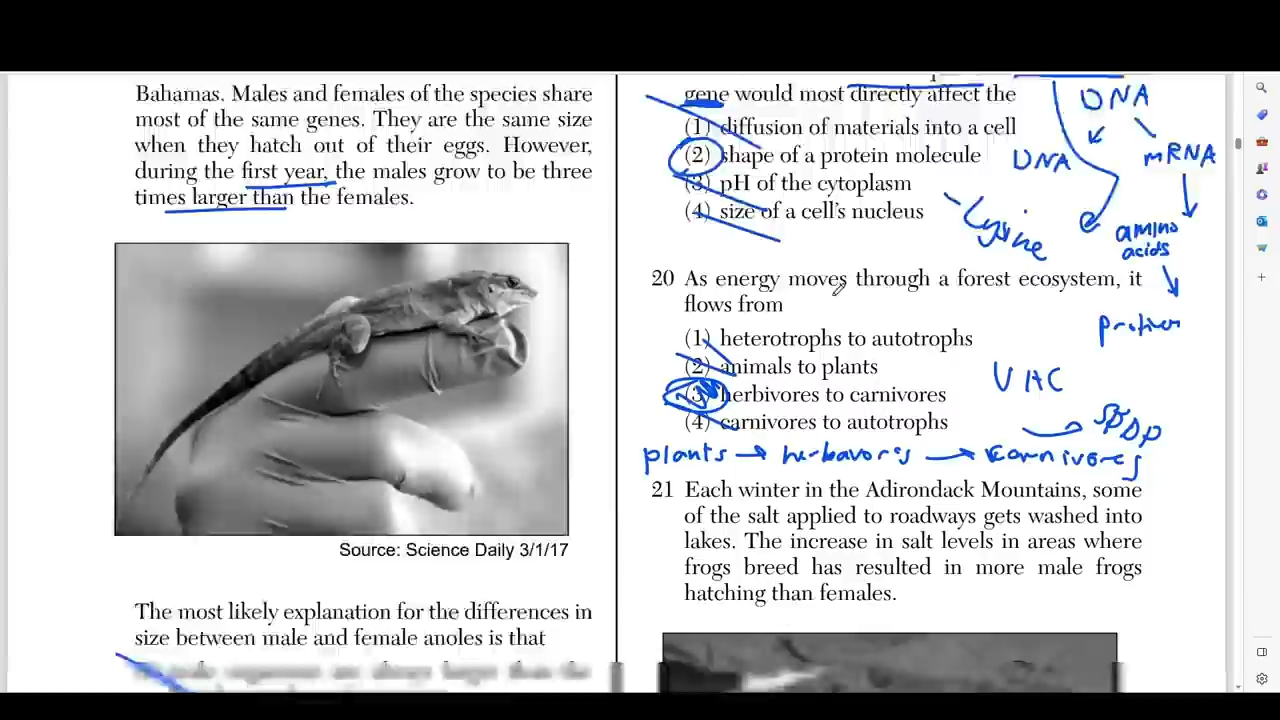 Bahamas. Males and females of the species share
most of the same genes. They are the same size
when they hatch out of their eggs. However,
during the first year, the males grow to be three
times larger than the females.
Source: Science Daily 3/1/17
The most likely explanation for the differences in
size between male and female anoles is that
gene would most directly affect the
(1) diffusion of materials into a cell
(2) shape of a protein molecule
(3) pH of the cytoplasm
(4) size of a cell's nucleus
DNA
DNA
mRNA
Lysine
amino
acids
20 As energy moves through a forest ecosystem, it
flows from
(1) heterotrophs to autotrophs
(2) animals to plants
(3) herbivores to carnivores
(4) carnivores to autotrophs
plants → → carnivores
21 Each winter in the Adirondack Mountains, some
of the salt applied to roadways gets washed into
lakes. The increase in salt levels in areas where
frogs breed has resulted in more male frogs
hatching than females.